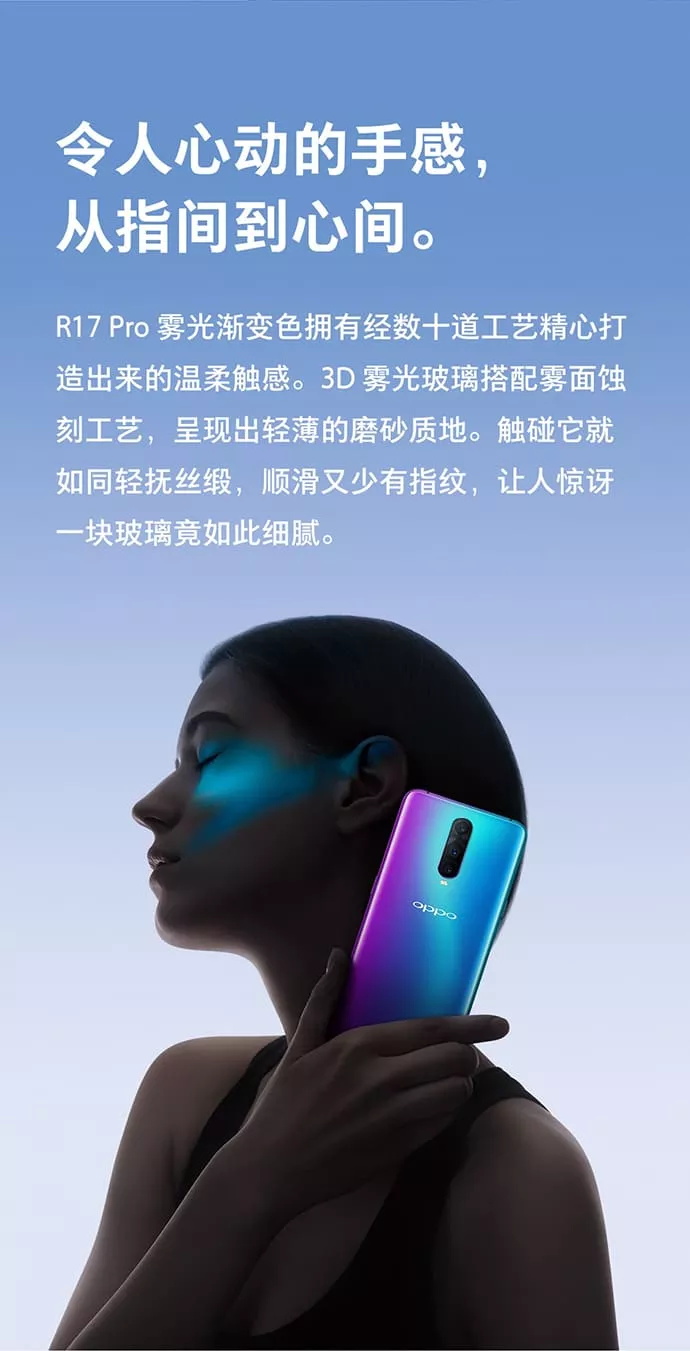 令人心动的手感，
从指间到心间。
R17 Pro 雾光渐变色拥有经数十道工艺精心打
造出来的温柔触感。3D 雾光玻璃搭配雾面蚀
刻工艺，呈现出轻薄的磨砂质地。触碰它就
如同轻抚丝缎，顺滑又少有指纹，让人惊讶
一块玻璃竟如此细腻。
oppo